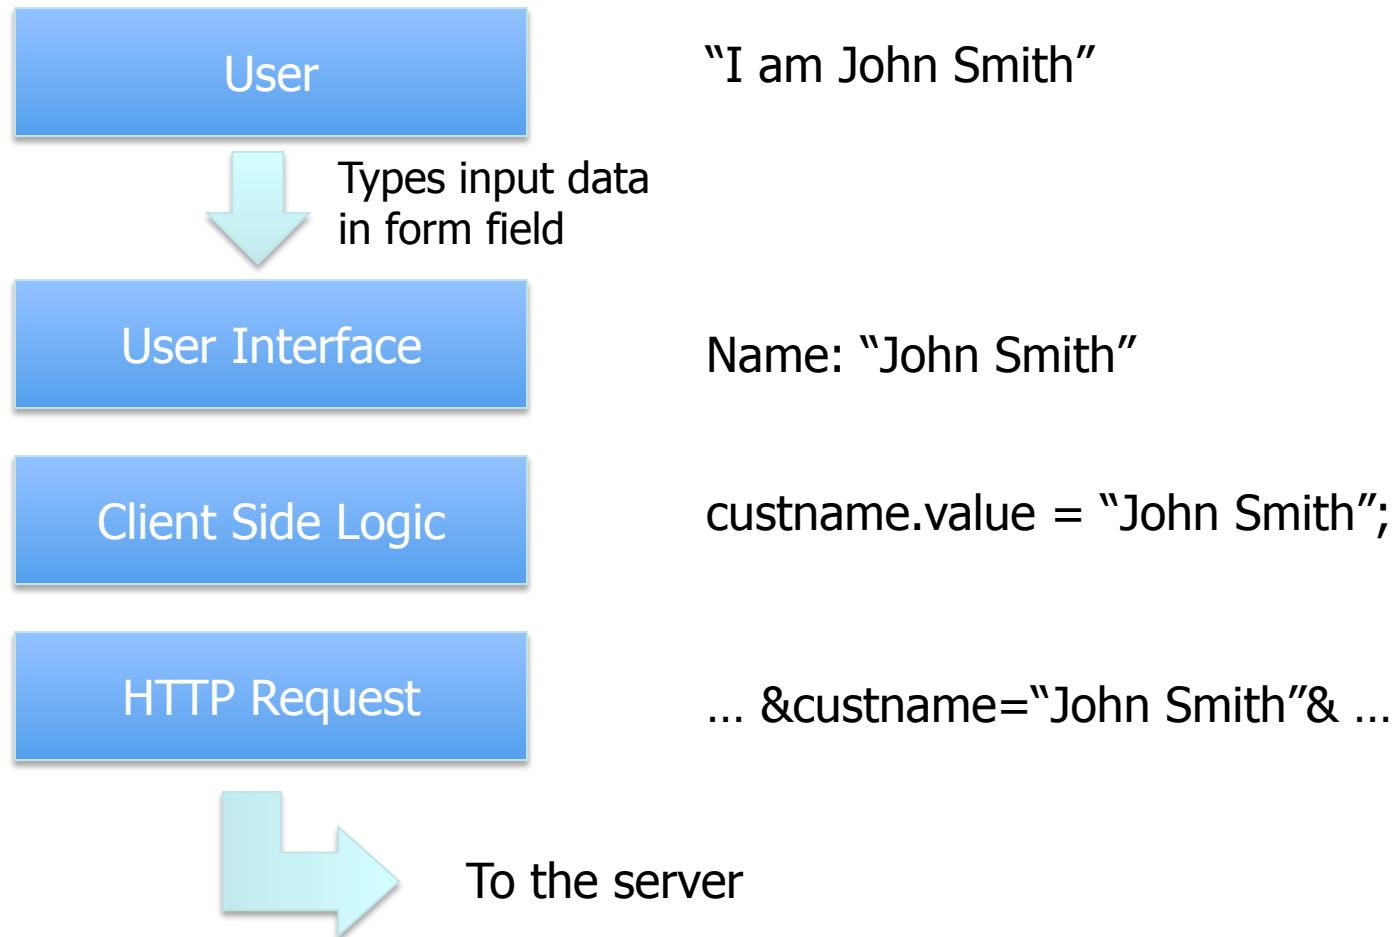 User
“I am John Smith”
Types input data
in form field
User Interface
Name: “John Smith”
Client Side Logic
custname.value = “John Smith”;
HTTP Request
… &custname=“John Smith”& …
To the server